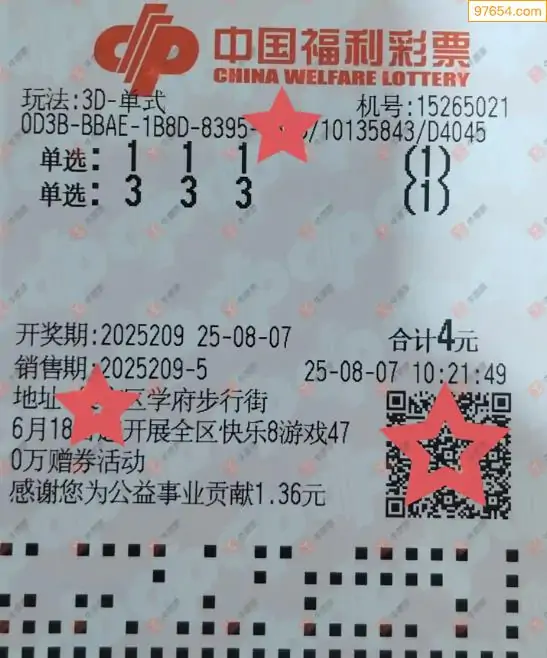 97654.com
中国福利彩票
CHINA WELFARE LOTTERY
玩法:3D-单式 机号:15265021
0D3B-BBAE-1B8D-8395- /10135843/D4045
单选: 1 1 1 (1)
单选: 3 3 3 (1)
开奖期:2025209 25-08-07 合计4元
销售期:2025209-5 25-08-07 10:21:49
地址 区学府步行街
6月18 开展全区快乐8游戏47
0万赠券活动
感谢您为公益事业贡献1.36元